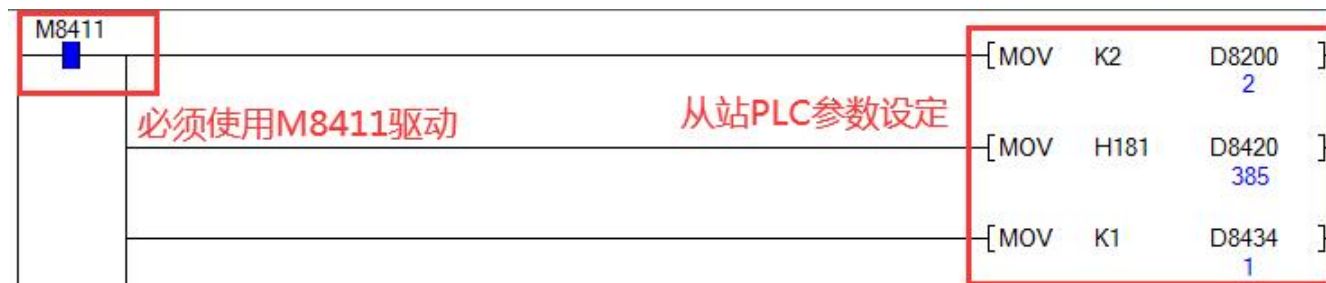 M8411
[MOV K2 D8200 ]
2
必须使用M8411驱动
从站PLC参数设定
[MOV H181 D8420 ]
385
[MOV K1 D8434 ]
1